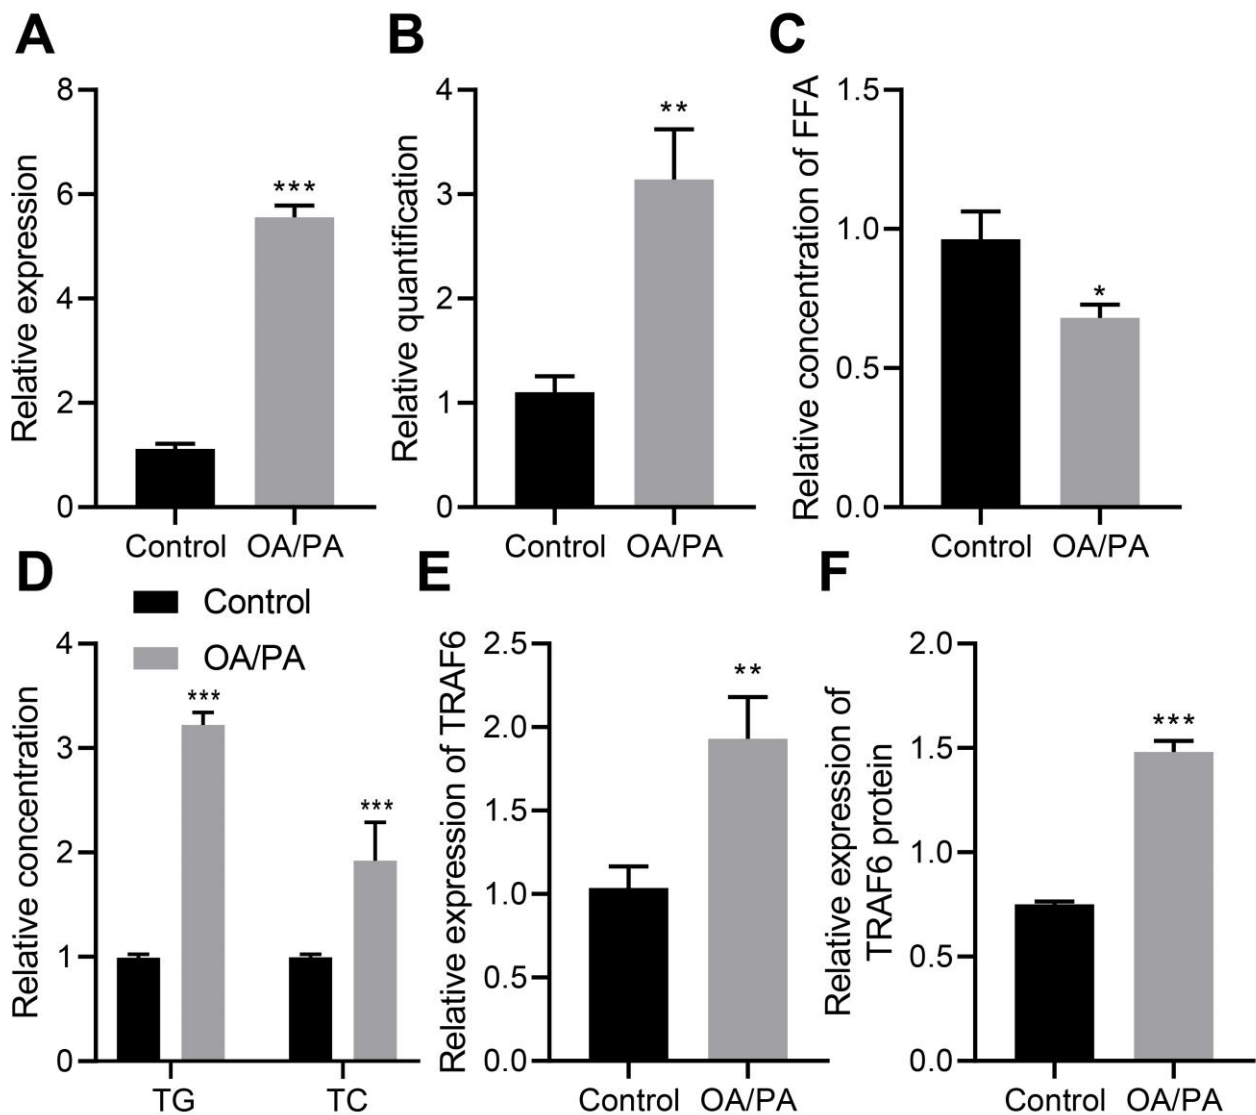 A
Relative expression
8
6
4
2
0
***
Control OA/PA
B
Relative quantification
4
3
2
1
0
**
Control OA/PA
C
Relative concentration of FFA
1.5
1.0
0.5
0.0
*
Control OA/PA
D
Control
OA/PA
Relative concentration
4
3
2
1
0
***
***
TG TC
E
Relative expression of TRAF6
2.5
2.0
1.5
1.0
0.5
0.0
**
Control OA/PA
F
Relative expression of
TRAF6 protein
2.0
1.5
1.0
0.5
0.0
***
Control OA/PA